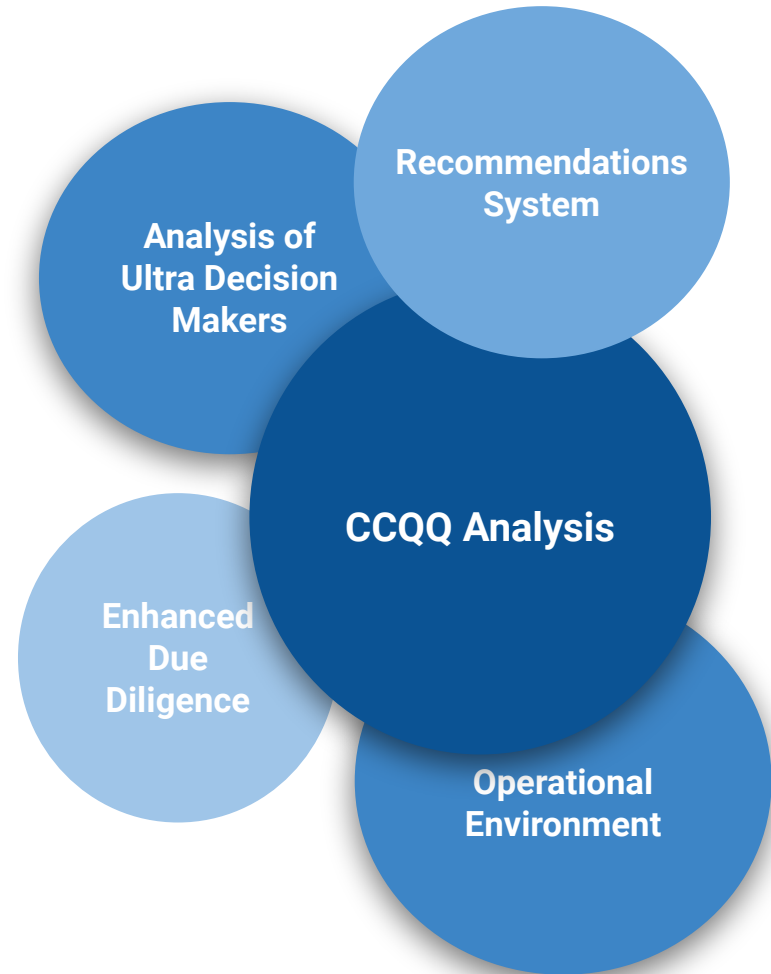 Recommendations
System
Analysis of
Ultra Decision
Makers
CCQQ Analysis
Enhanced
Due
Diligence
Operational
Environment